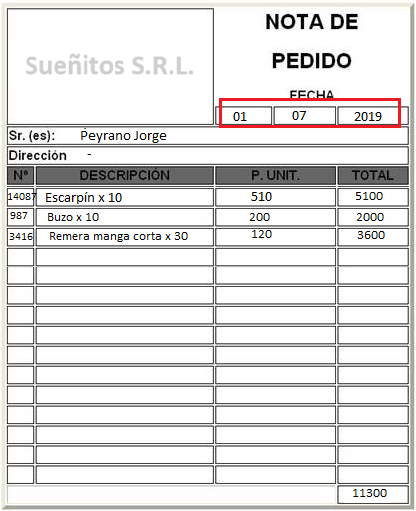 NOTA DE
PEDIDO
Sueñitos S.R.L.
FECHA
01 07 2019
Sr. (es): Peyrano Jorge
Dirección -
Nº DESCRIPCIÓN P. UNIT. TOTAL
14087 Escarpín x 10 510 5100
987 Buzo x 10 200 2000
3416 Remera manga corta x 30 120 3600
11300